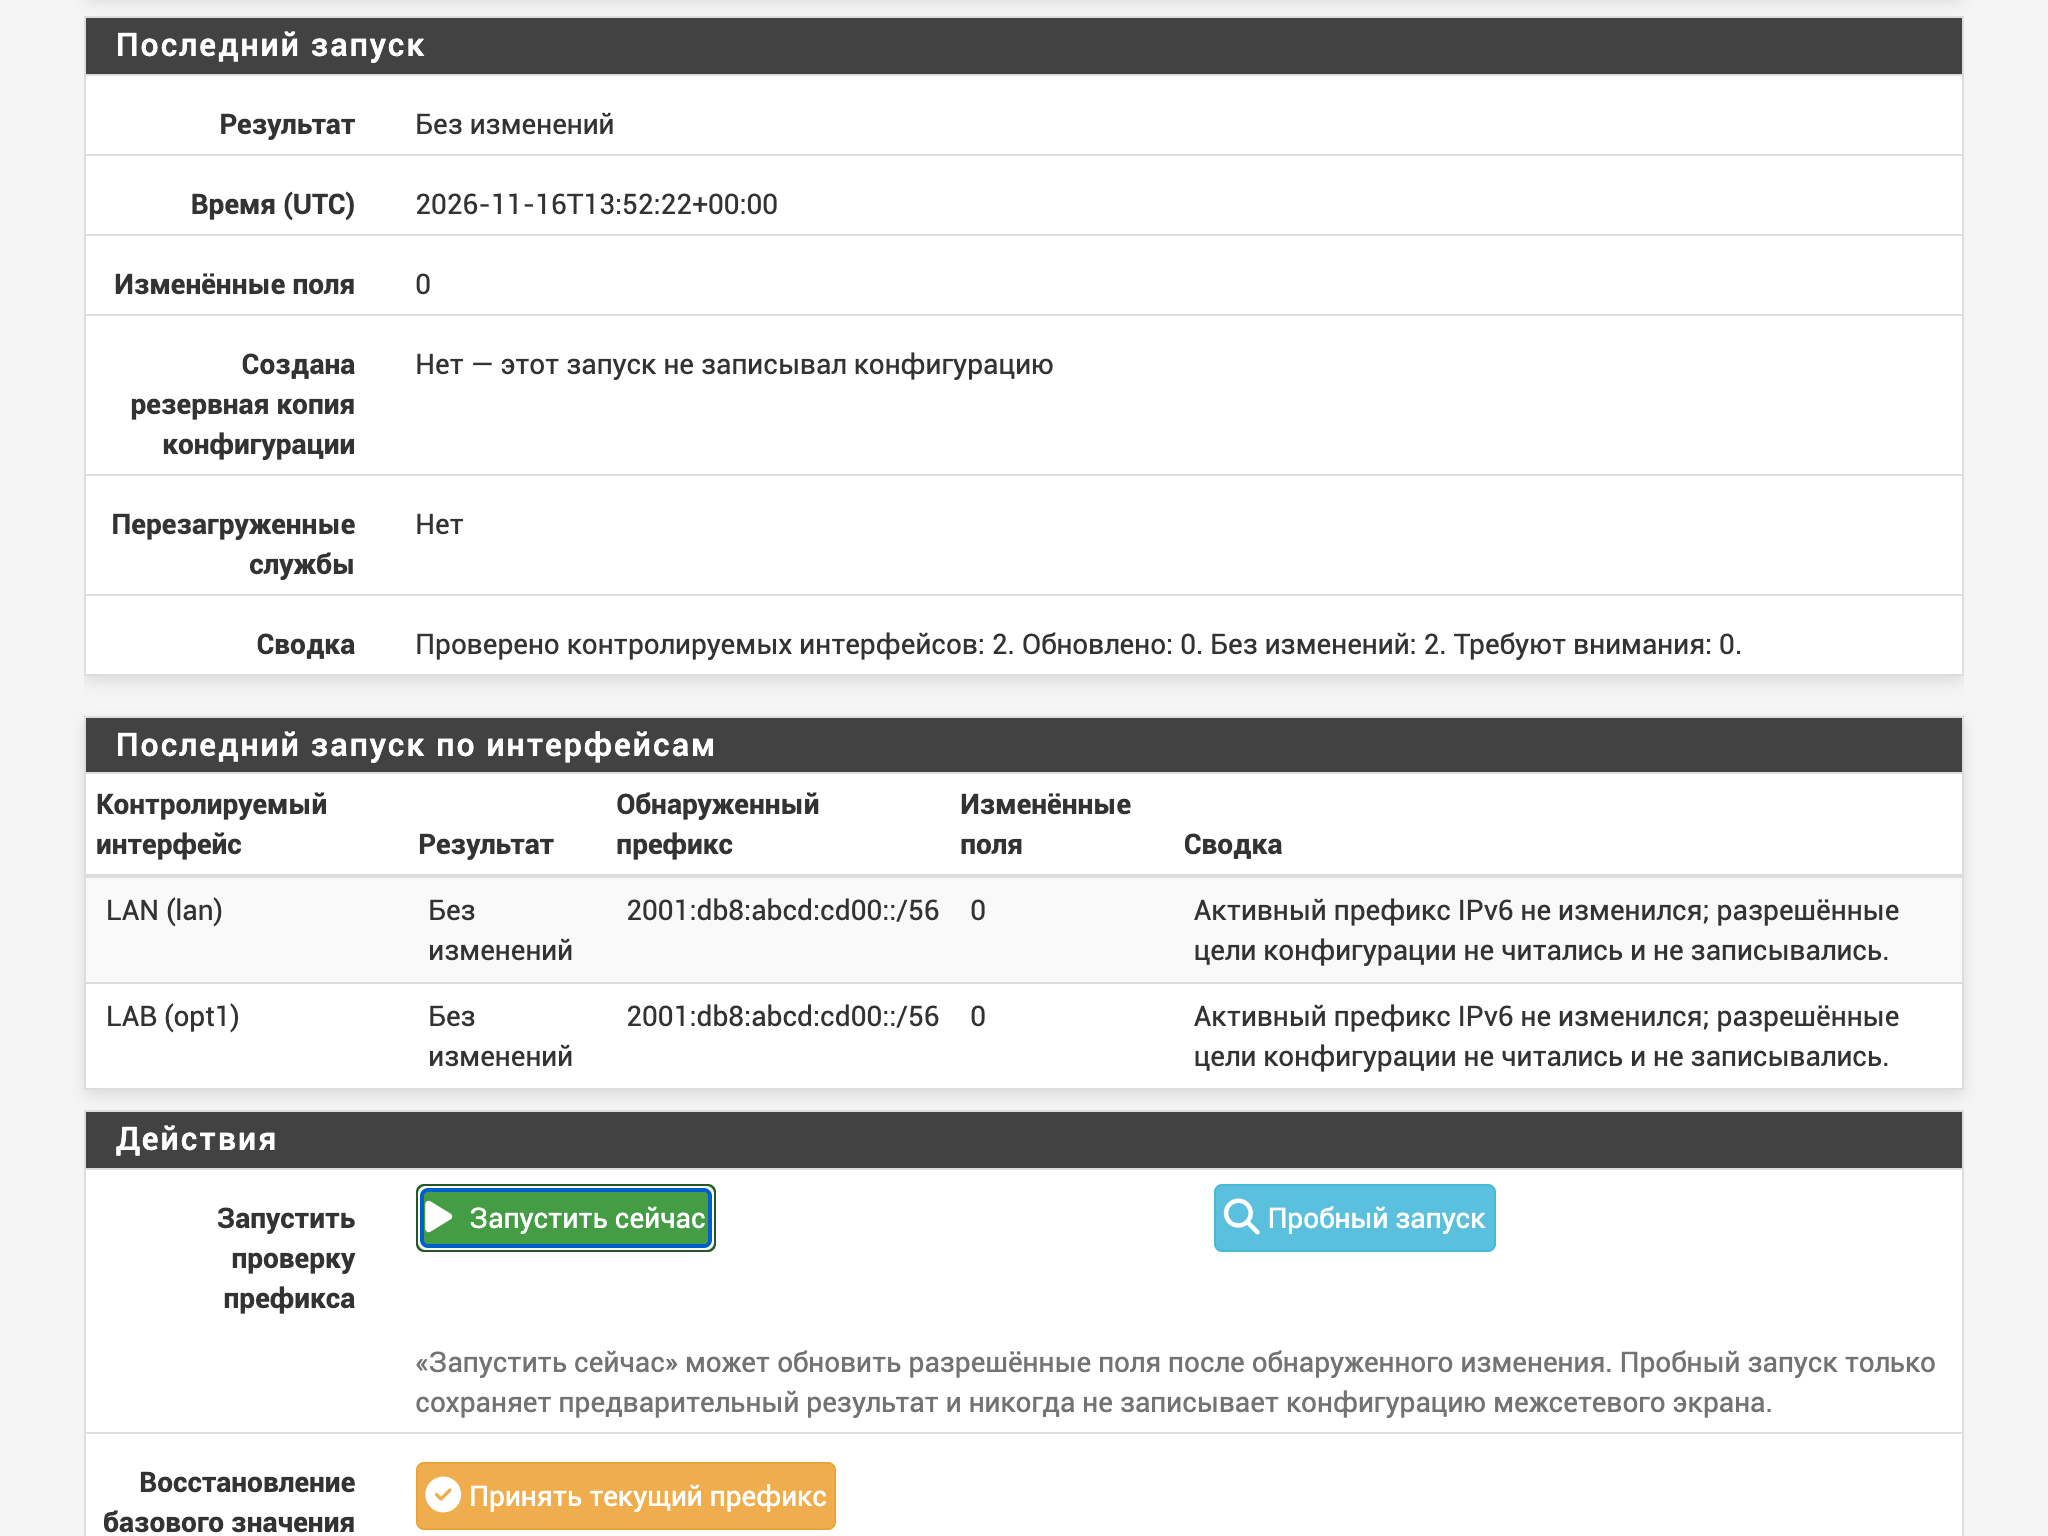 Последний запуск
Результат
Без изменений
Время (UTC)
2026-11-16T13:52:22+00:00
Изменённые поля
0
Создана
резервная копия
конфигурации
Нет — этот запуск не записывал конфигурацию
Перезагруженные
службы
Нет
Сводка
Проверено контролируемых интерфейсов: 2. Обновлено: 0. Без изменений: 2. Требуют внимания: 0.
Последний запуск по интерфейсам
Контролируемый
интерфейс
Результат
Обнаруженный
префикс
Изменённые
поля
Сводка
LAN (lan)
Без
изменений
2001:db8:abcd:cd00::/56
0
Активный префикс IPv6 не изменился; разрешённые
цели конфигурации не читались и не записывались.
LAB (opt1)
Без
изменений
2001:db8:abcd:cd00::/56
0
Активный префикс IPv6 не изменился; разрешённые
цели конфигурации не читались и не записывались.
Действия
Запустить
проверку
префикса
Запустить сейчас
Пробный запуск
«Запустить сейчас» может обновить разрешённые поля после обнаруженного изменения. Пробный запуск только
сохраняет предварительный результат и никогда не записывает конфигурацию межсетевого экрана.
Восстановление
базового значения
Принять текущий префикс